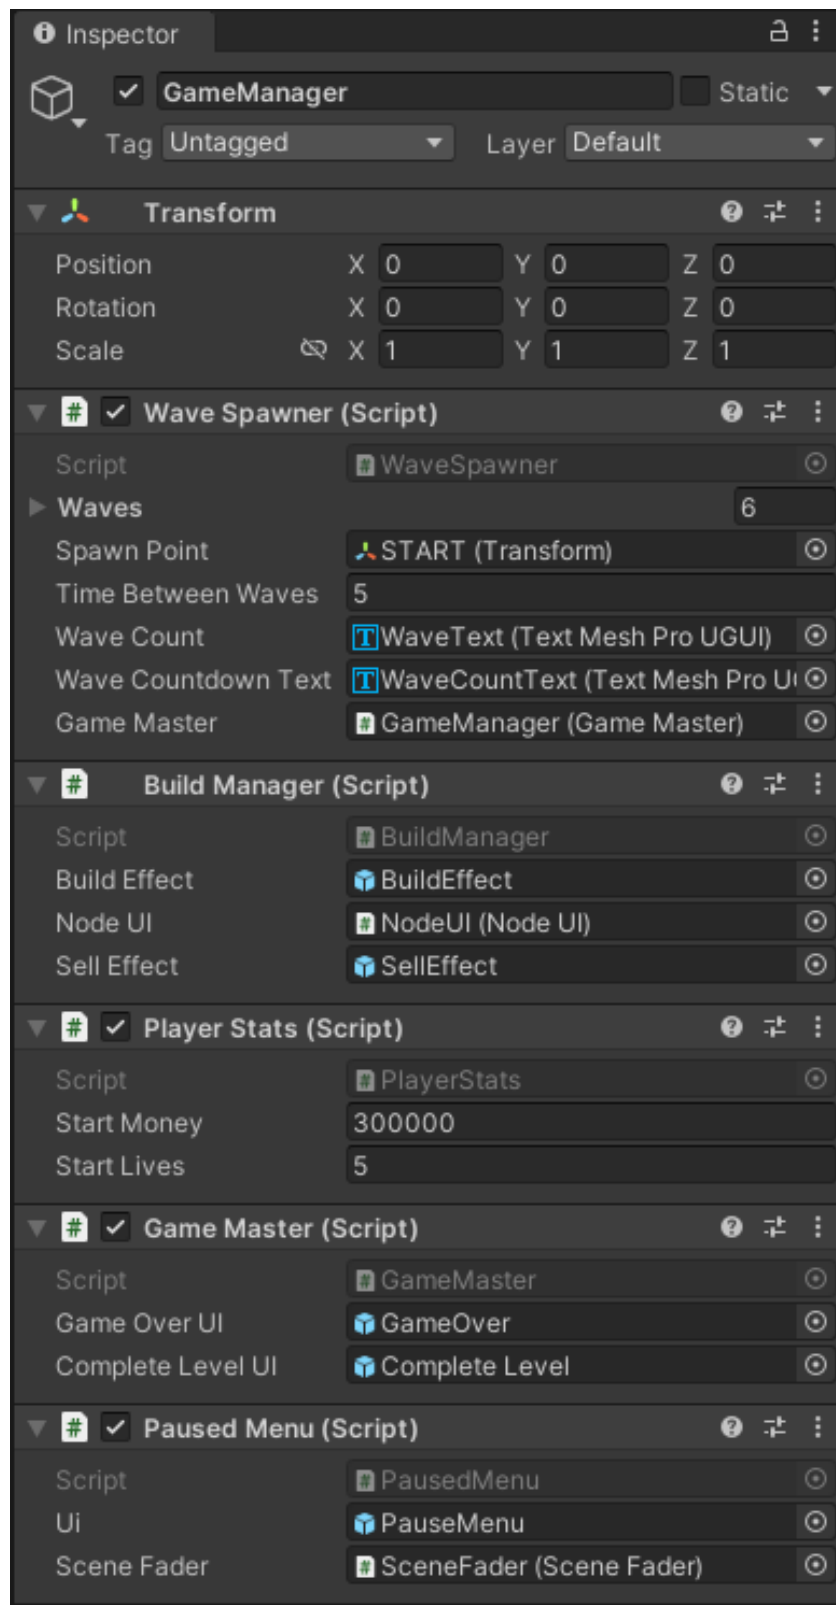 Inspector
GameManager Static
Tag Untagged Layer Default
Transform
Position X 0 Y 0 Z 0
Rotation X 0 Y 0 Z 0
Scale X 1 Y 1 Z 1
# Wave Spawner (Script)
Script # WaveSpawner
Waves 6
Spawn Point START (Transform)
Time Between Waves 5
Wave Count T WaveText (Text Mesh Pro UGUI)
Wave Countdown Text T WaveCountText (Text Mesh Pro U
Game Master # GameManager (Game Master)
# Build Manager (Script)
Script # BuildManager
Build Effect BuildEffect
Node UI # NodeUI (Node UI)
Sell Effect SellEffect
# Player Stats (Script)
Script # PlayerStats
Start Money 300000
Start Lives 5
# Game Master (Script)
Script # GameMaster
Game Over UI GameOver
Complete Level UI Complete Level
# Paused Menu (Script)
Script # PausedMenu
Ui PauseMenu
Scene Fader # SceneFader (Scene Fader)